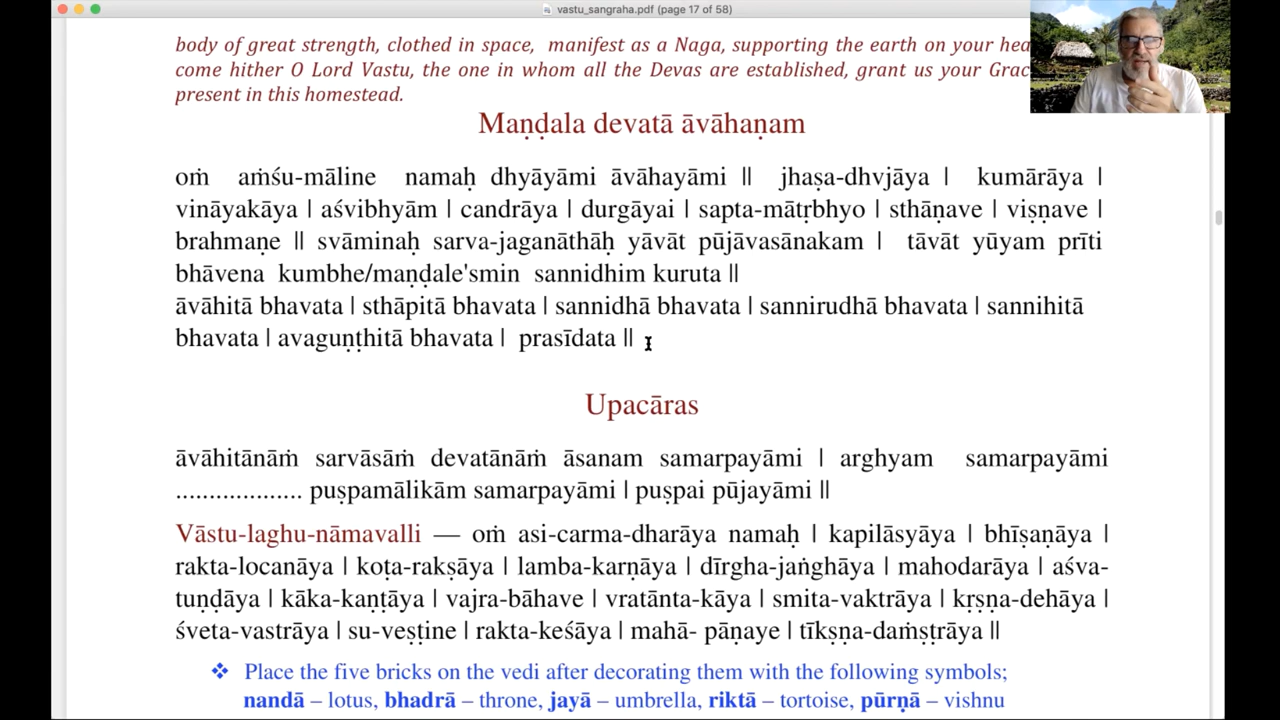 vastu_sangraha.pdf (page 17 of 58)
body of great strength, clothed in space, manifest as a Naga, supporting the earth on your
come hither O Lord Vastu, the one in whom all the Devas are established, grant us your
present in this homestead.
Maṇḍala devatā āvāhaṇam
oṁ aṁśu-māline namaḥ dhyāyāmi āvāhayāmi || jhaṣa-dhvjāya | kumārāya |
vināyakāya | aśvibhyām | candrāya | durgāyai | sapta-mātṛbhyo | sthāṇave | viṣṇave |
brahmaṇe || svāminaḥ sarva-jaganāthāḥ yāvāt pūjāvasānakam | tāvāt yūyam prīti
bhāvena kumbhe/maṇḍale'smin sannidhim kuruta ||
āvāhitā bhavata | sthāpitā bhavata | sannidhā bhavata | sannirudhā bhavata | sannihitā
bhavata | avaguṇṭhitā bhavata | prasīdata ||
Upacāras
āvāhitānāṁ sarvāsāṁ devatānāṁ āsanam samarpayāmi | arghyam samarpayāmi
................... puṣpamālikām samarpayāmi | puṣpai pūjayāmi ||
Vāstu-laghu-nāmavalli — oṁ asi-carma-dharāya namaḥ | kapilāsyāya | bhīṣaṇāya |
rakta-locanāya | koṭa-rakṣāya | lamba-karṇāya | dīrgha-jaṅghāya | mahodarāya | aśva-
tuṇḍāya | kāka-kaṇṭāya | vajra-bāhave | vratānta-kāya | smita-vaktrāya | kṛṣṇa-dehāya |
śveta-vastrāya | su-veṣṭine | rakta-keśāya | mahā- pāṇaye | tīkṣṇa-daṁṣṭrāya ||
❖ Place the five bricks on the vedi after decorating them with the following symbols;
nandā – lotus, bhadrā – throne, jayā – umbrella, riktā – tortoise, pūrṇā – vishnu